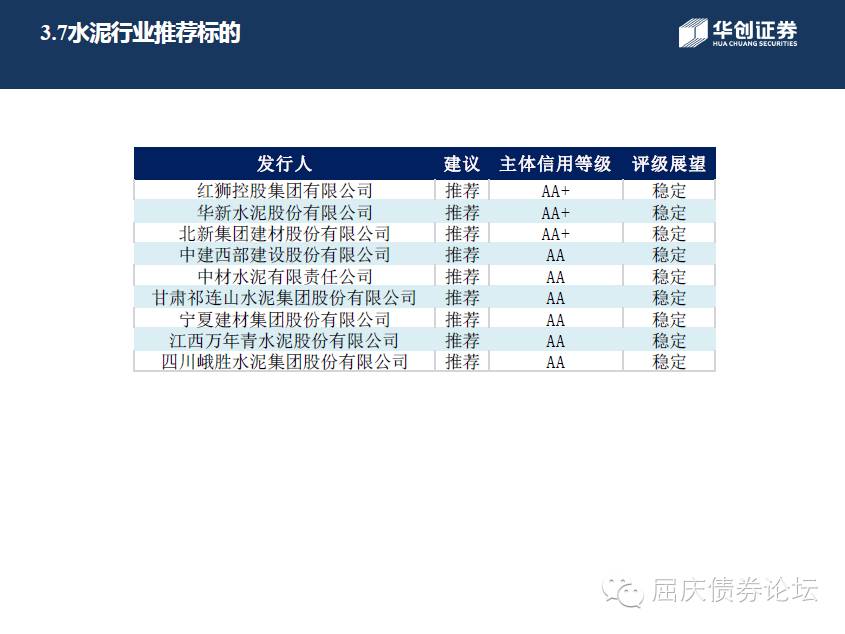 3.7水泥行业推荐标的
华创证券
HUA CHUANG SECURITIES
发行人 建议 主体信用等级 评级展望
红狮控股集团有限公司 推荐 AA+ 稳定
华新水泥股份有限公司 推荐 AA+ 稳定
北新集团建材股份有限公司 推荐 AA+ 稳定
中建西部建设股份有限公司 推荐 AA 稳定
中材水泥有限责任公司 推荐 AA 稳定
甘肃祁连山水泥集团股份有限公司 推荐 AA 稳定
宁夏建材集团股份有限公司 推荐 AA 稳定
江西万年青水泥股份有限公司 推荐 AA 稳定
四川峨胜水泥集团股份有限公司 推荐 AA 稳定
屈庆债券论坛